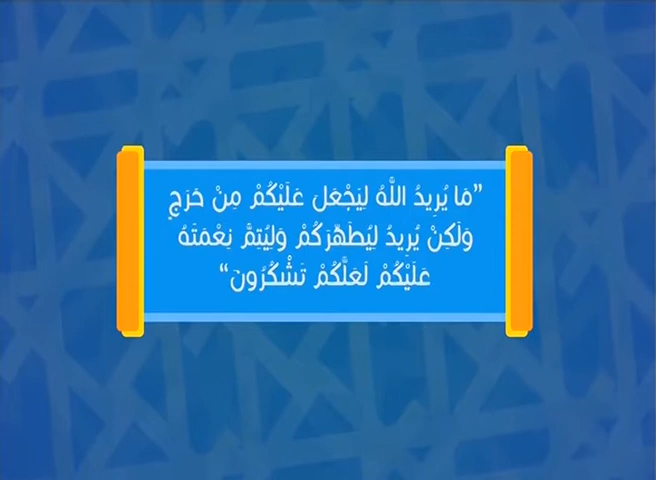 ”مَا يُرِيدُ اللَّهُ لِيَجْعَل عَلَيْكُمْ مِنْ حَرَجٍ
وَلَكِنْ يُرِيدُ لِيُطَهِّرَكُمْ وَلِيُتِمَّ نِعْمَتَهُ
عَلَيْكُمْ لَعَلَّكُمْ تَشْكُرُونَ“